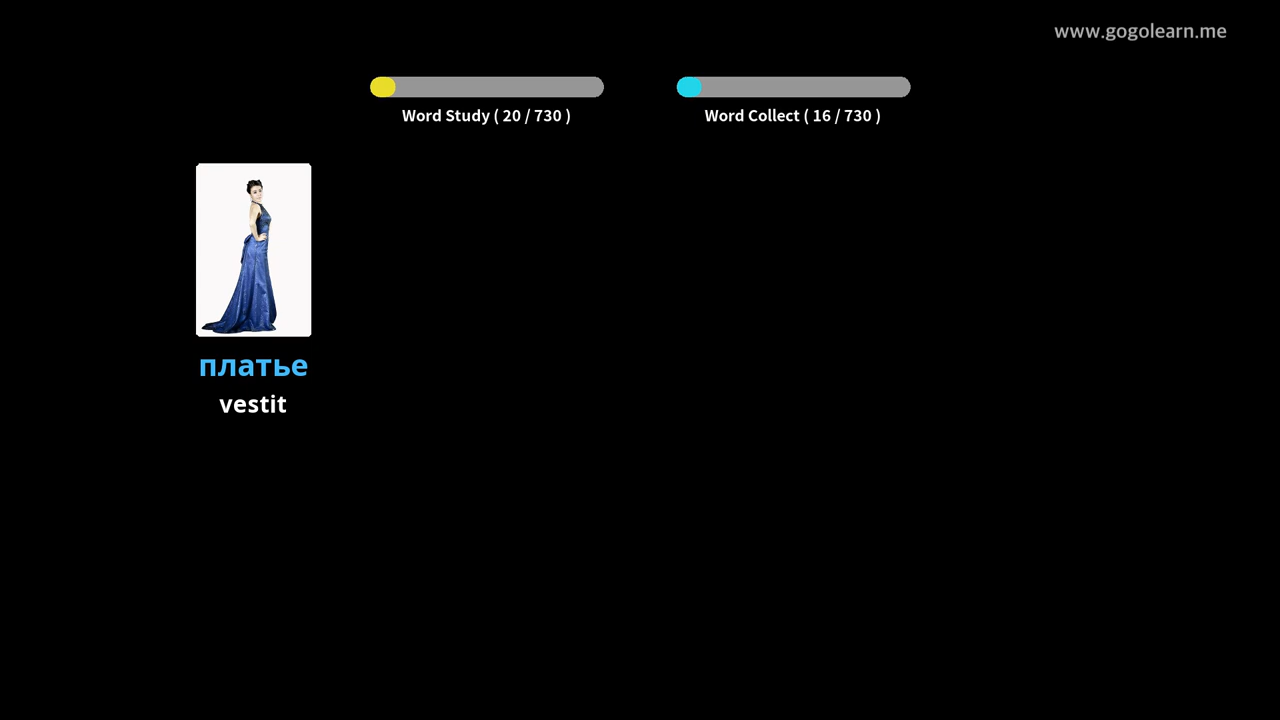 www.gogolearn.me
Word Study ( 20 / 730 )
Word Collect ( 16 / 730 )
платье
vestit